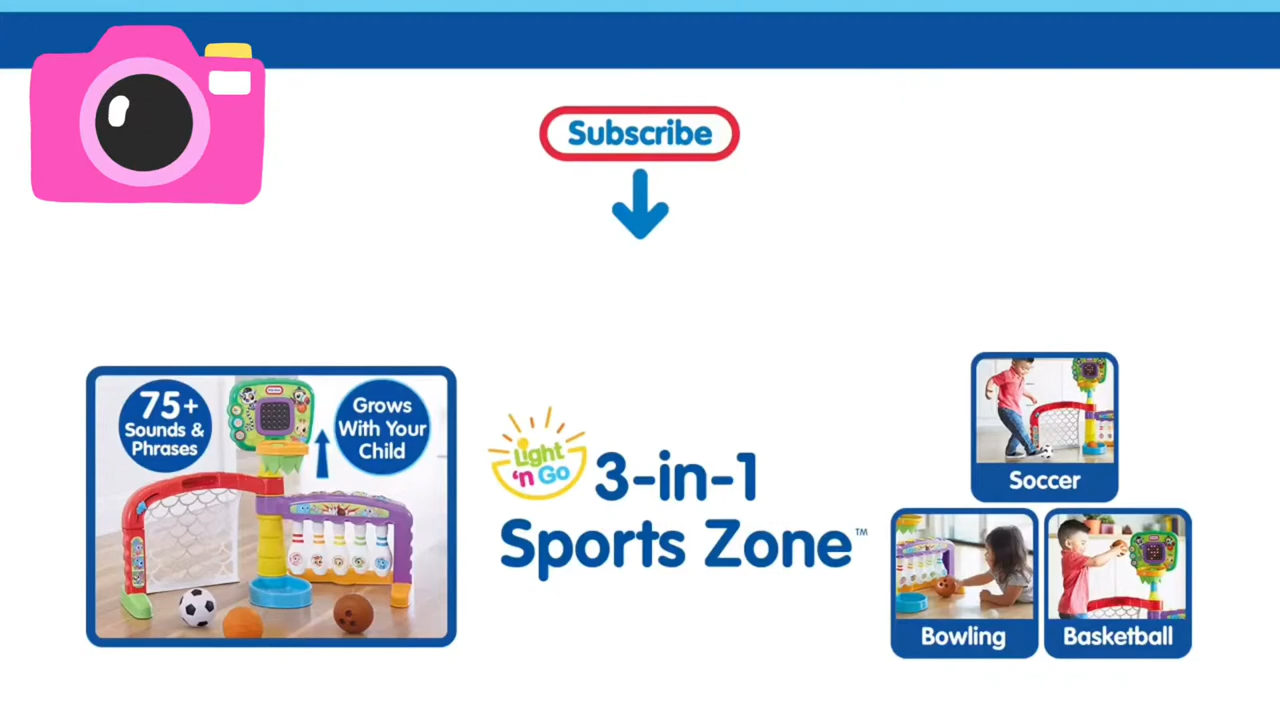 Subscribe
75+
Sounds &
Phrases
Grows
With Your
Child
Light
'n Go
3-in-1
Sports Zone™
Soccer
Bowling
Basketball